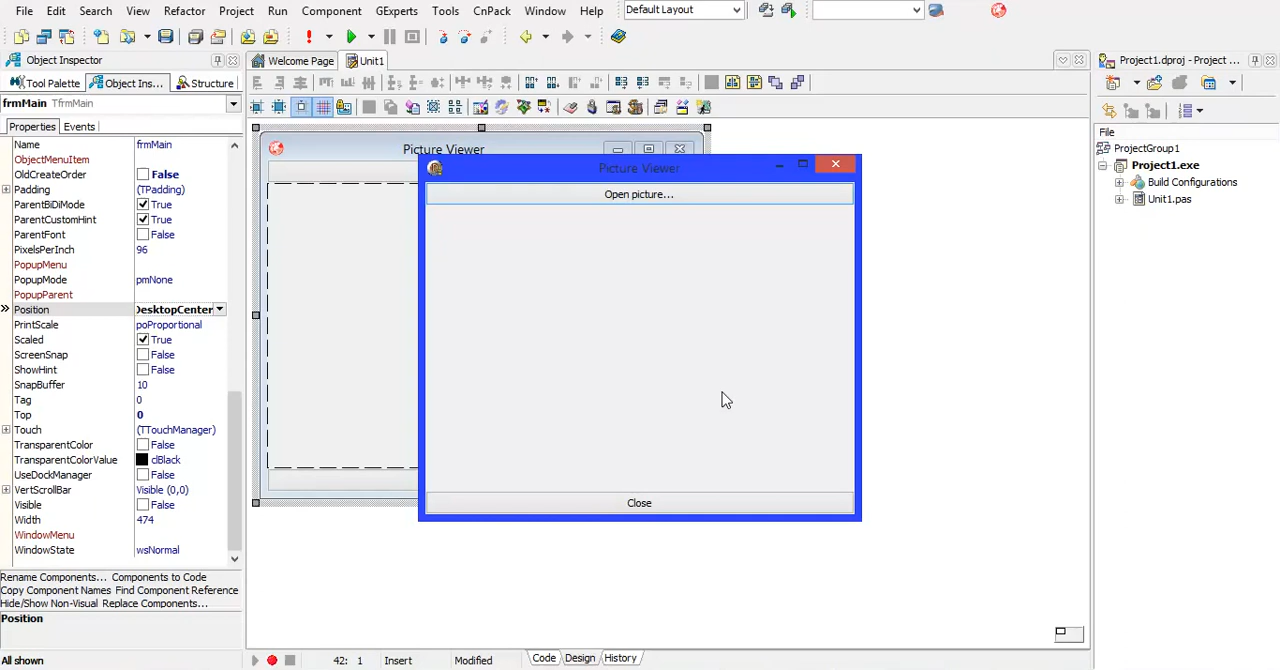 File Edit Search View Refactor Project Run Component GExperts Tools CnPack Window Help Default Layout
Object Inspector
Welcome Page Unit1
Project1.dproj - Project ...
Tool Palette Object Ins... Structure
frmMain TfrmMain
Properties Events
Name frmMain
ObjectMenuItem
OldCreateOrder False
Padding (TPadding)
ParentBiDiMode True
ParentCustomHint True
ParentFont False
PixelsPerInch 96
PopupMenu
PopupMode pmNone
PopupParent
Position DesktopCenter
PrintScale poProportional
Scaled True
ScreenSnap False
ShowHint False
SnapBuffer 10
Tag 0
Top 0
Touch (TTouchManager)
TransparentColor False
TransparentColorValue clBlack
UseDockManager False
VertScrollBar Visible (0,0)
Visible False
Width 474
WindowMenu
WindowState wsNormal
Rename Components... Components to Code
Copy Component Names Find Component Reference
Hide/Show Non-Visual Replace Components...
Position
All shown
Picture Viewer
Picture Viewer
Open picture...
Close
File
ProjectGroup1
Project1.exe
Build Configurations
Unit1.pas
42: 1 Insert Modified Code Design History